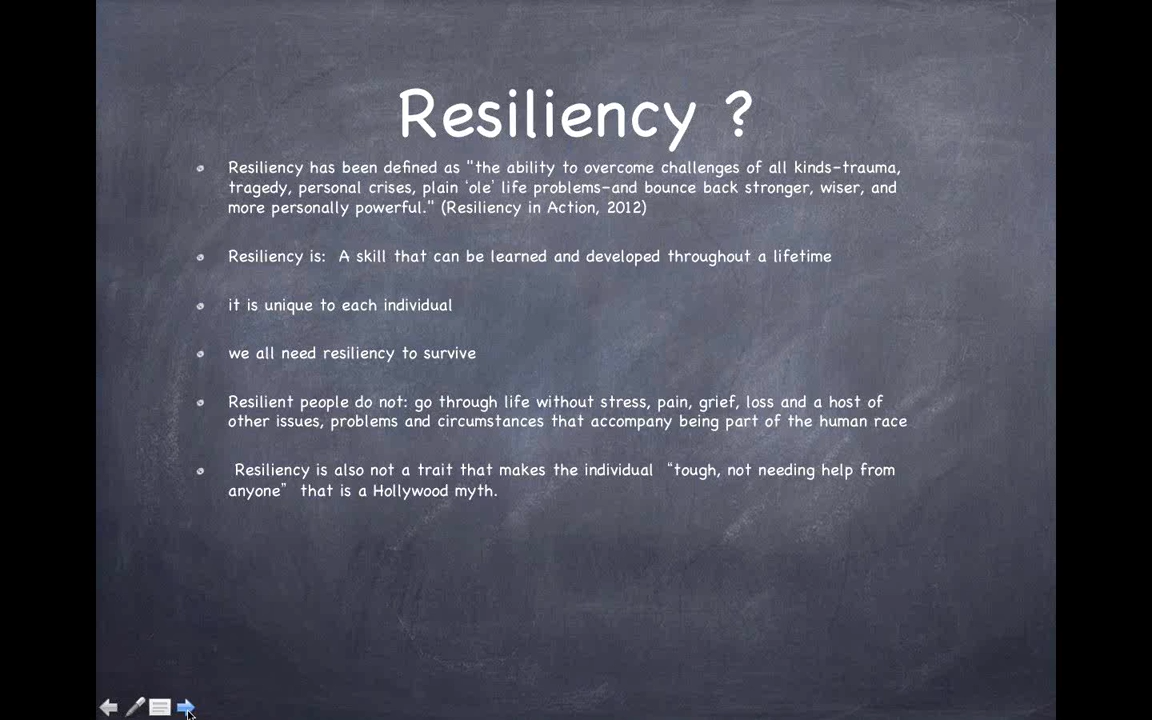 Resiliency ?
Resiliency has been defined as "the ability to overcome challenges of all kinds–trauma,
tragedy, personal crises, plain ‘ole’ life problems–and bounce back stronger, wiser, and
more personally powerful." (Resiliency in Action, 2012)
Resiliency is:  A skill that can be learned and developed throughout a lifetime
it is unique to each individual
we all need resiliency to survive
Resilient people do not: go through life without stress, pain, grief, loss and a host of
other issues, problems and circumstances that accompany being part of the human race
Resiliency is also not a trait that makes the individual  “tough, not needing help from
anyone”  that is a Hollywood myth.